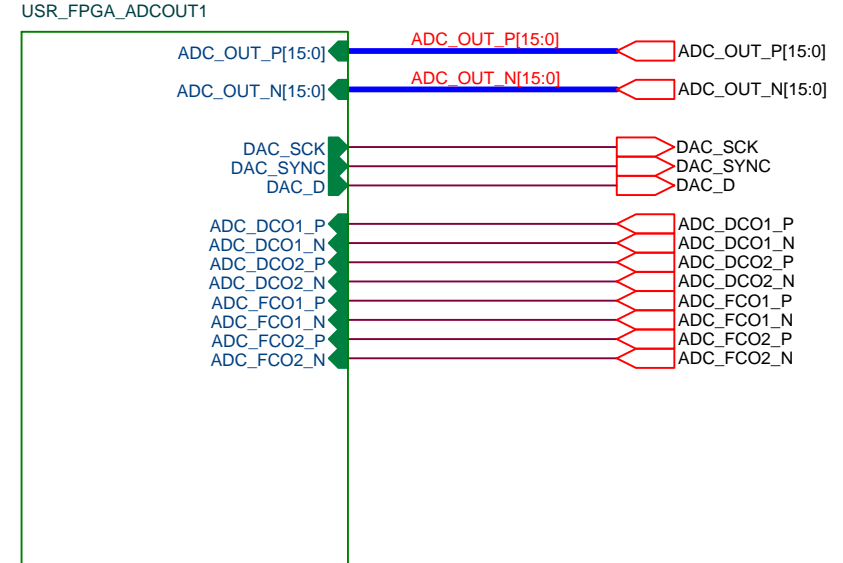 USR_FPGA_ADCOUT1
ADC_OUT_P[15:0] ADC_OUT_P[15:0] ADC_OUT_P[15:0]
ADC_OUT_N[15:0] ADC_OUT_N[15:0] ADC_OUT_N[15:0]
DAC_SCK DAC_SCK
DAC_SYNC DAC_SYNC
DAC_D DAC_D
ADC_DCO1_P ADC_DCO1_P
ADC_DCO1_N ADC_DCO1_N
ADC_DCO2_P ADC_DCO2_P
ADC_DCO2_N ADC_DCO2_N
ADC_FCO1_P ADC_FCO1_P
ADC_FCO1_N ADC_FCO1_N
ADC_FCO2_P ADC_FCO2_P
ADC_FCO2_N ADC_FCO2_N